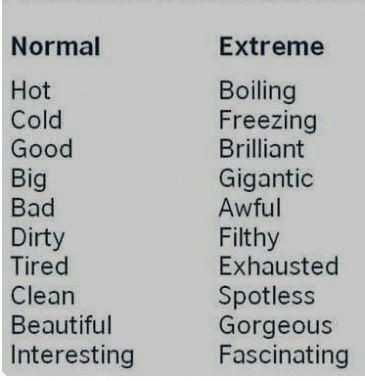 Normal Extreme
Hot Boiling
Cold Freezing
Good Brilliant
Big Gigantic
Bad Awful
Dirty Filthy
Tired Exhausted
Clean Spotless
Beautiful Gorgeous
Interesting Fascinating